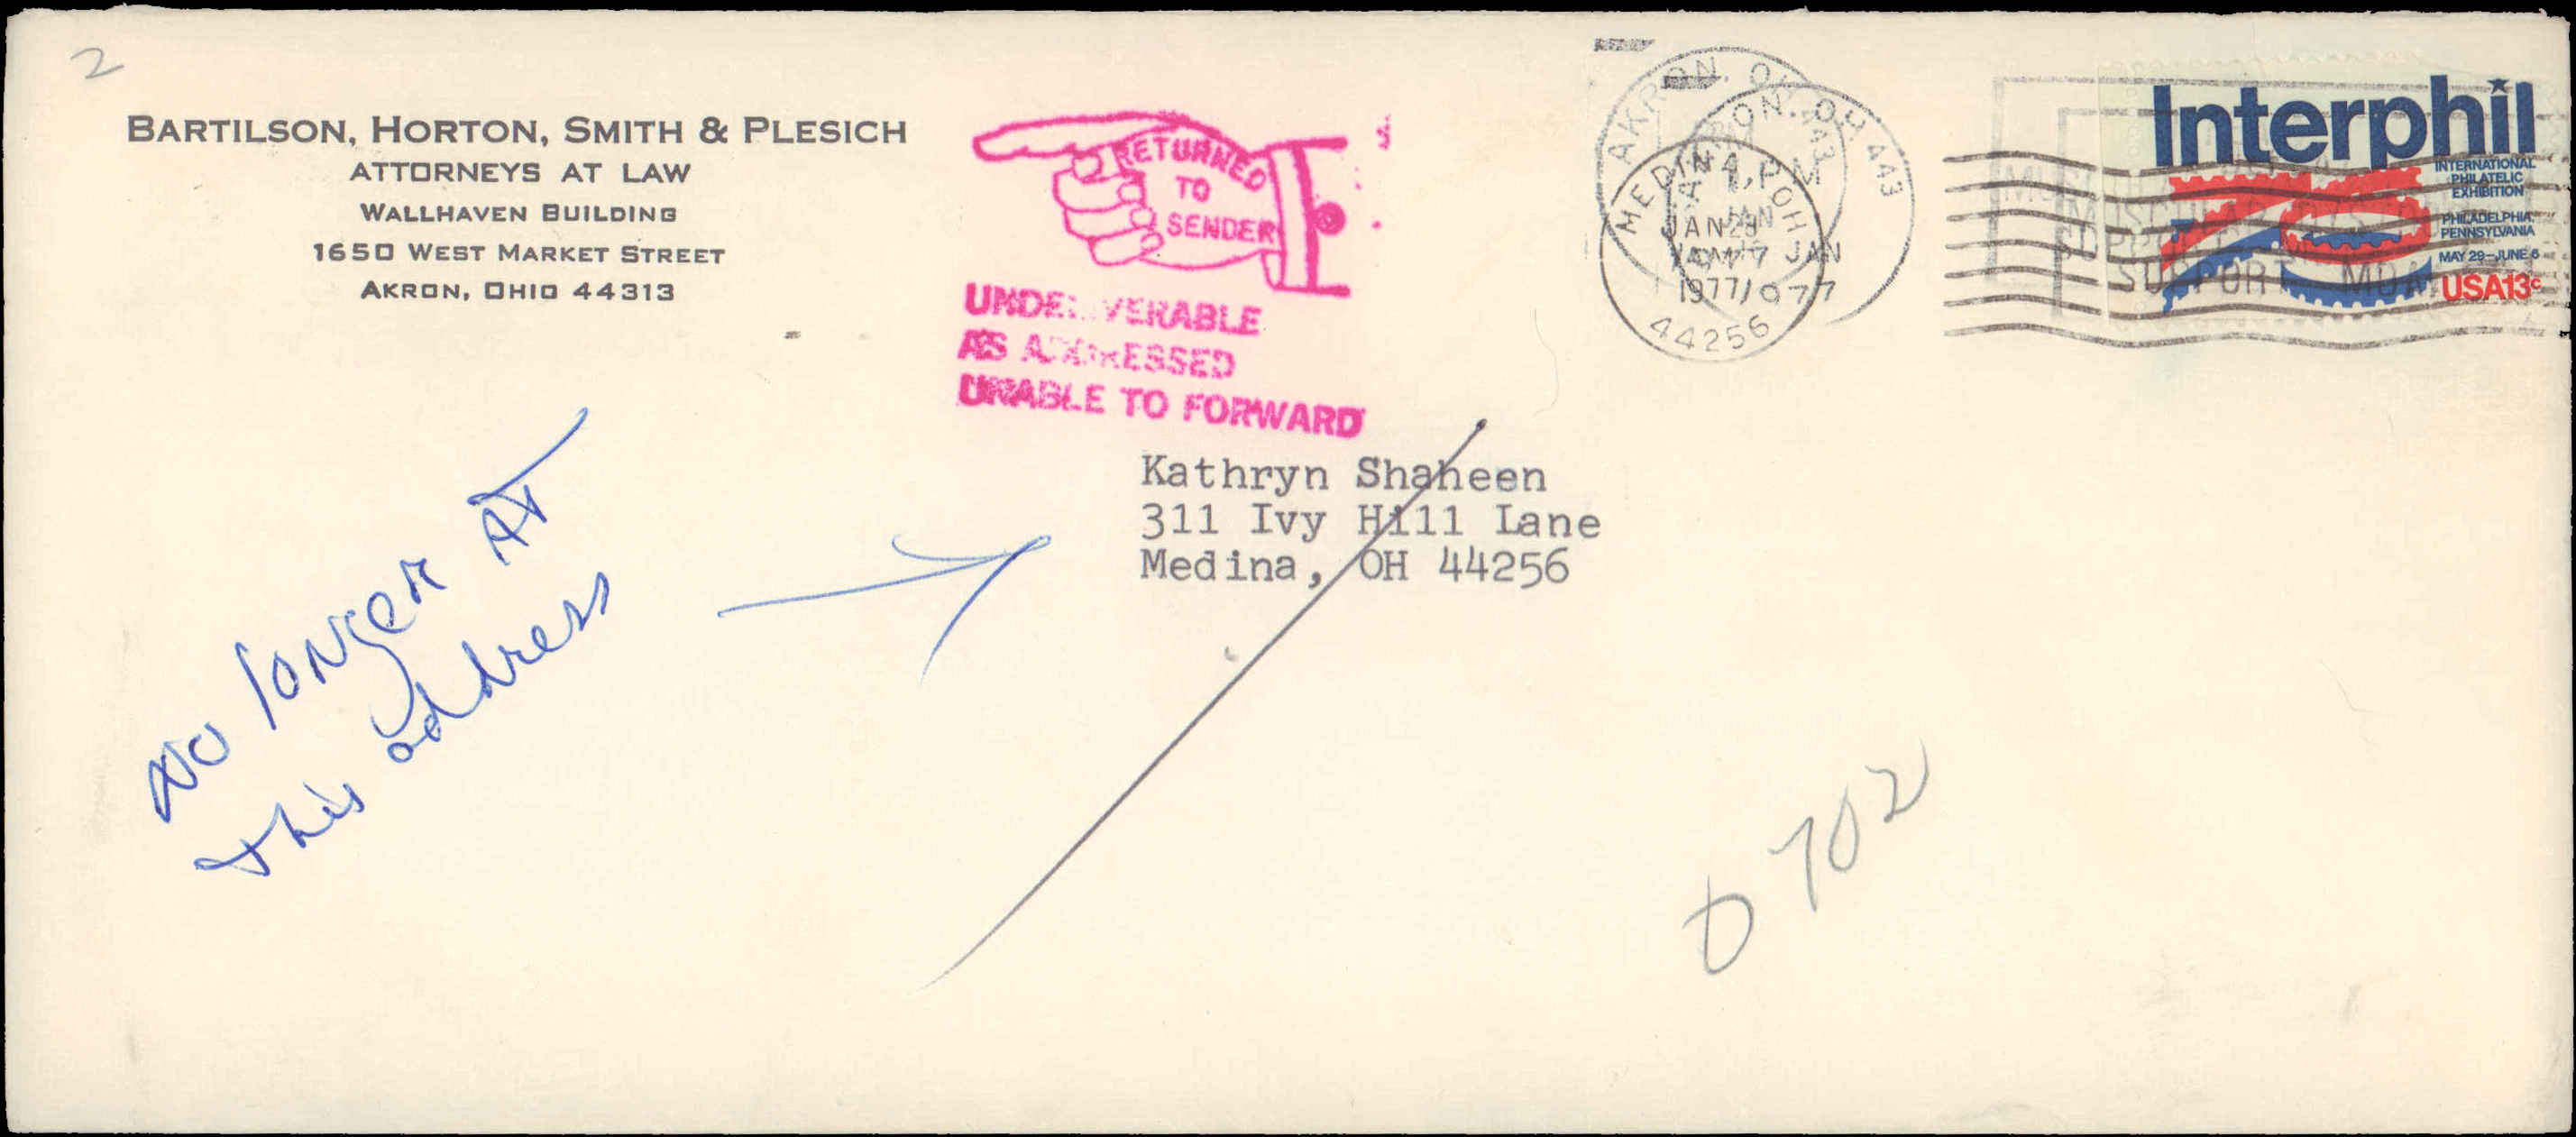 2
BARTILSON, HORTON, SMITH & PLESICH
ATTORNEYS AT LAW
WALLHAVEN BUILDING
1650 WEST MARKET STREET
AKRON, OHIO 44313
RETURNED
TO
SENDER
UNDELIVERABLE
AS ADDRESSED
UNABLE TO FORWARD
AKRON, OH 443
MEDINA, OH
JAN
1977
44256
SUPPORT MDA
Interphil
76
INTERNATIONAL
PHILATELIC
EXHIBITION
PHILADELPHIA
PENNSYLVANIA
MAY 29-JUNE 6
USA13c
Kathryn Shaheen
311 Ivy Hill Lane
Medina, OH 44256
No longer At
this address
0702